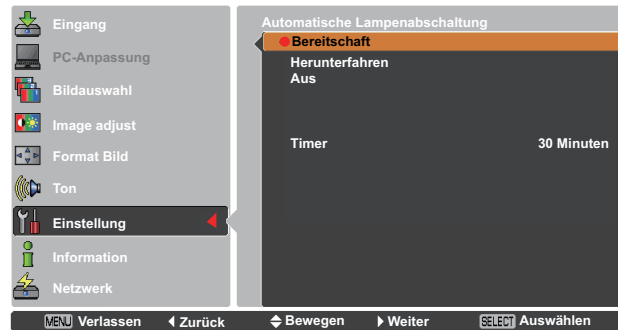 Eingang
PC-Anpassung
Bildauswahl
Image adjust
Format Bild
Ton
Einstellung
Information
Netzwerk
Automatische Lampenabschaltung
Bereitschaft
Herunterfahren
Aus
Timer 30 Minuten
MENU Verlassen Zurück Bewegen Weiter SELECT Auswählen